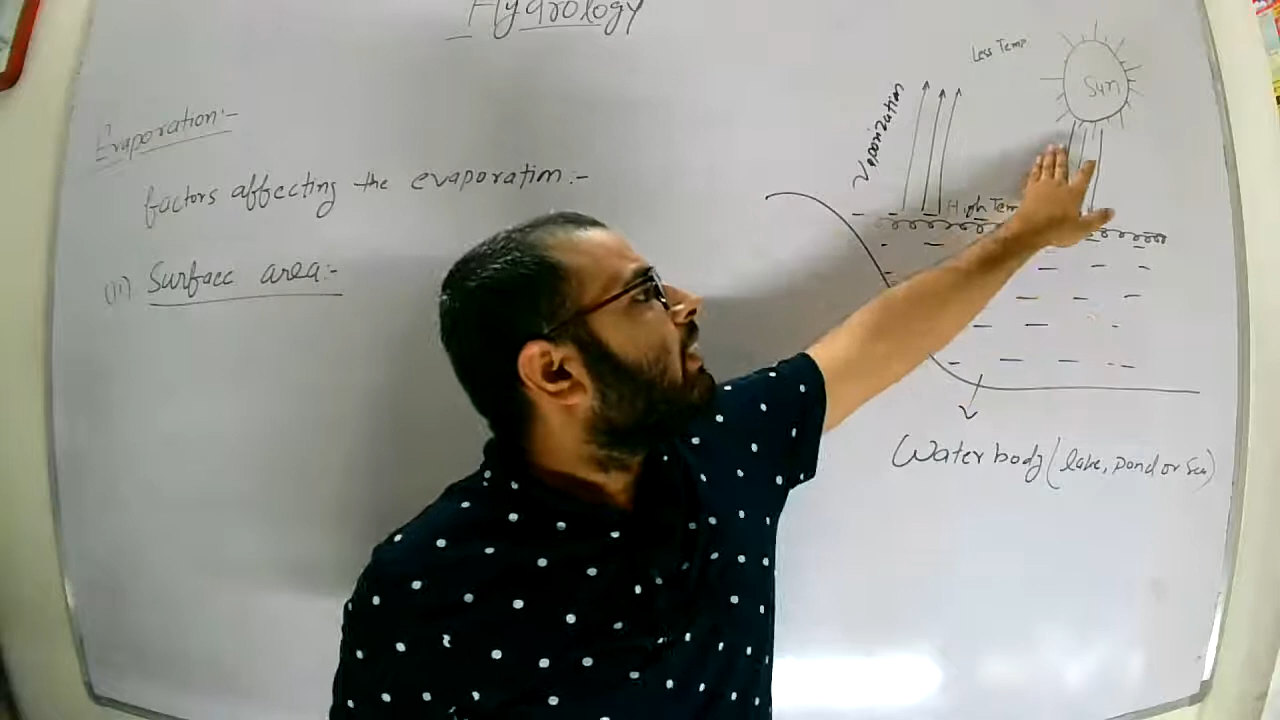 Hydrology
Evaporation:-
factors affecting the evaporation:-
(ii) Surface area:-
Less Temp
Sun
Vaporization
High Tem
Water body (lake, pond or sea)